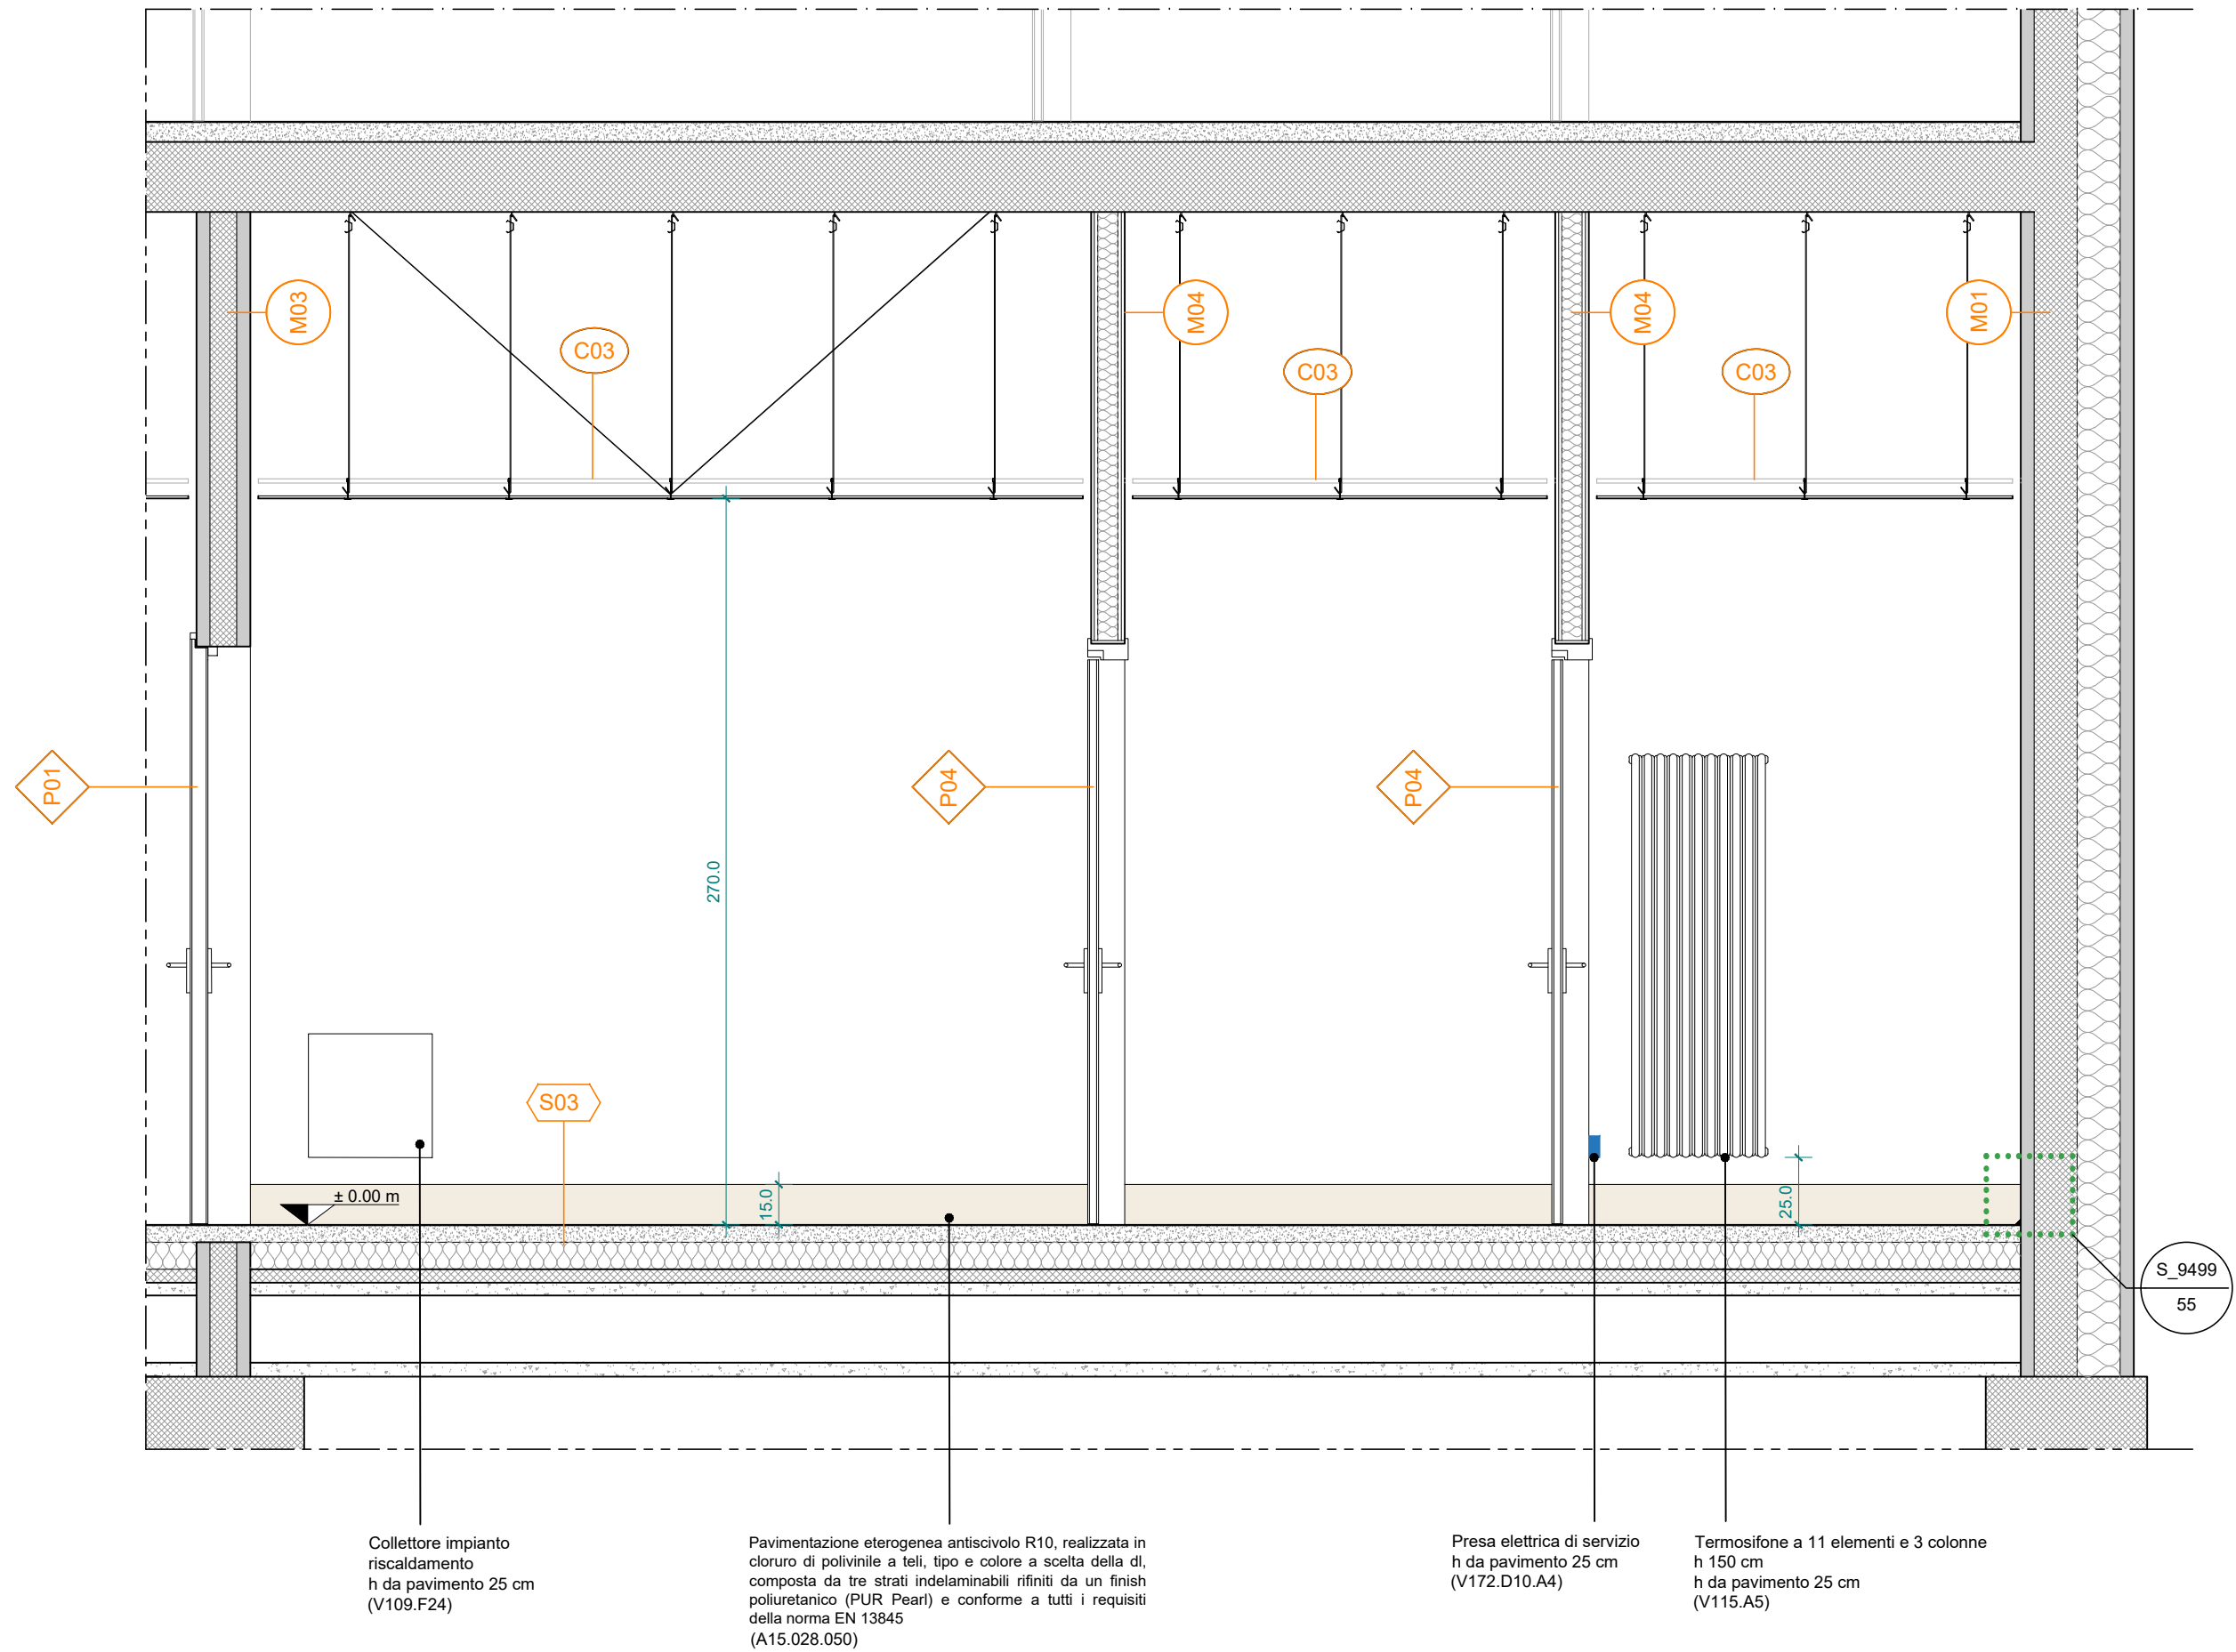 M03
M04
M04
M01
C03
C03
C03
P01
P04
P04
270.0
S03
± 0.00 m
15.0
25.0
S_9499
55
Collettore impianto
riscaldamento
h da pavimento 25 cm
(V109.F24)
Pavimentazione eterogenea antiscivolo R10, realizzata in
cloruro di polivinile a teli, tipo e colore a scelta della dl,
composta da tre strati indelaminabili rifiniti da un finish
poliuretanico (PUR Pearl) e conforme a tutti i requisiti
della norma EN 13845
(A15.028.050)
Presa elettrica di servizio
h da pavimento 25 cm
(V172.D10.A4)
Termosifone a 11 elementi e 3 colonne
h 150 cm
h da pavimento 25 cm
(V115.A5)